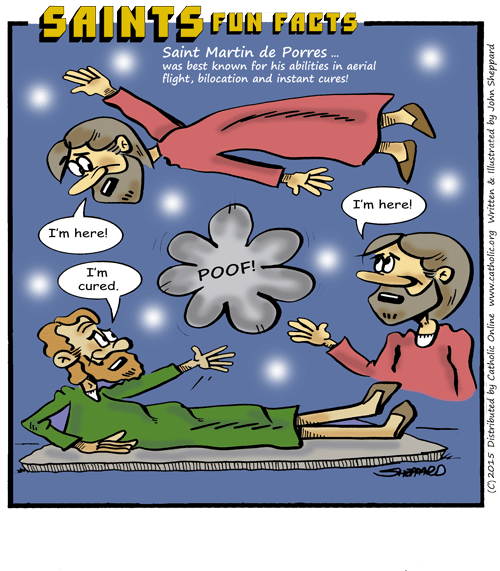 SAINTS FUN FACTS
Saint Martin de Porres ...
was best known for his abilities in aerial
flight, bilocation and instant cures!
I'm here!
I'm here!
POOF!
I'm
cured.
SHEPPARD
(C)2015 Distributed by Catholic Online www.catholic.org Written & Illustrated by John Sheppard